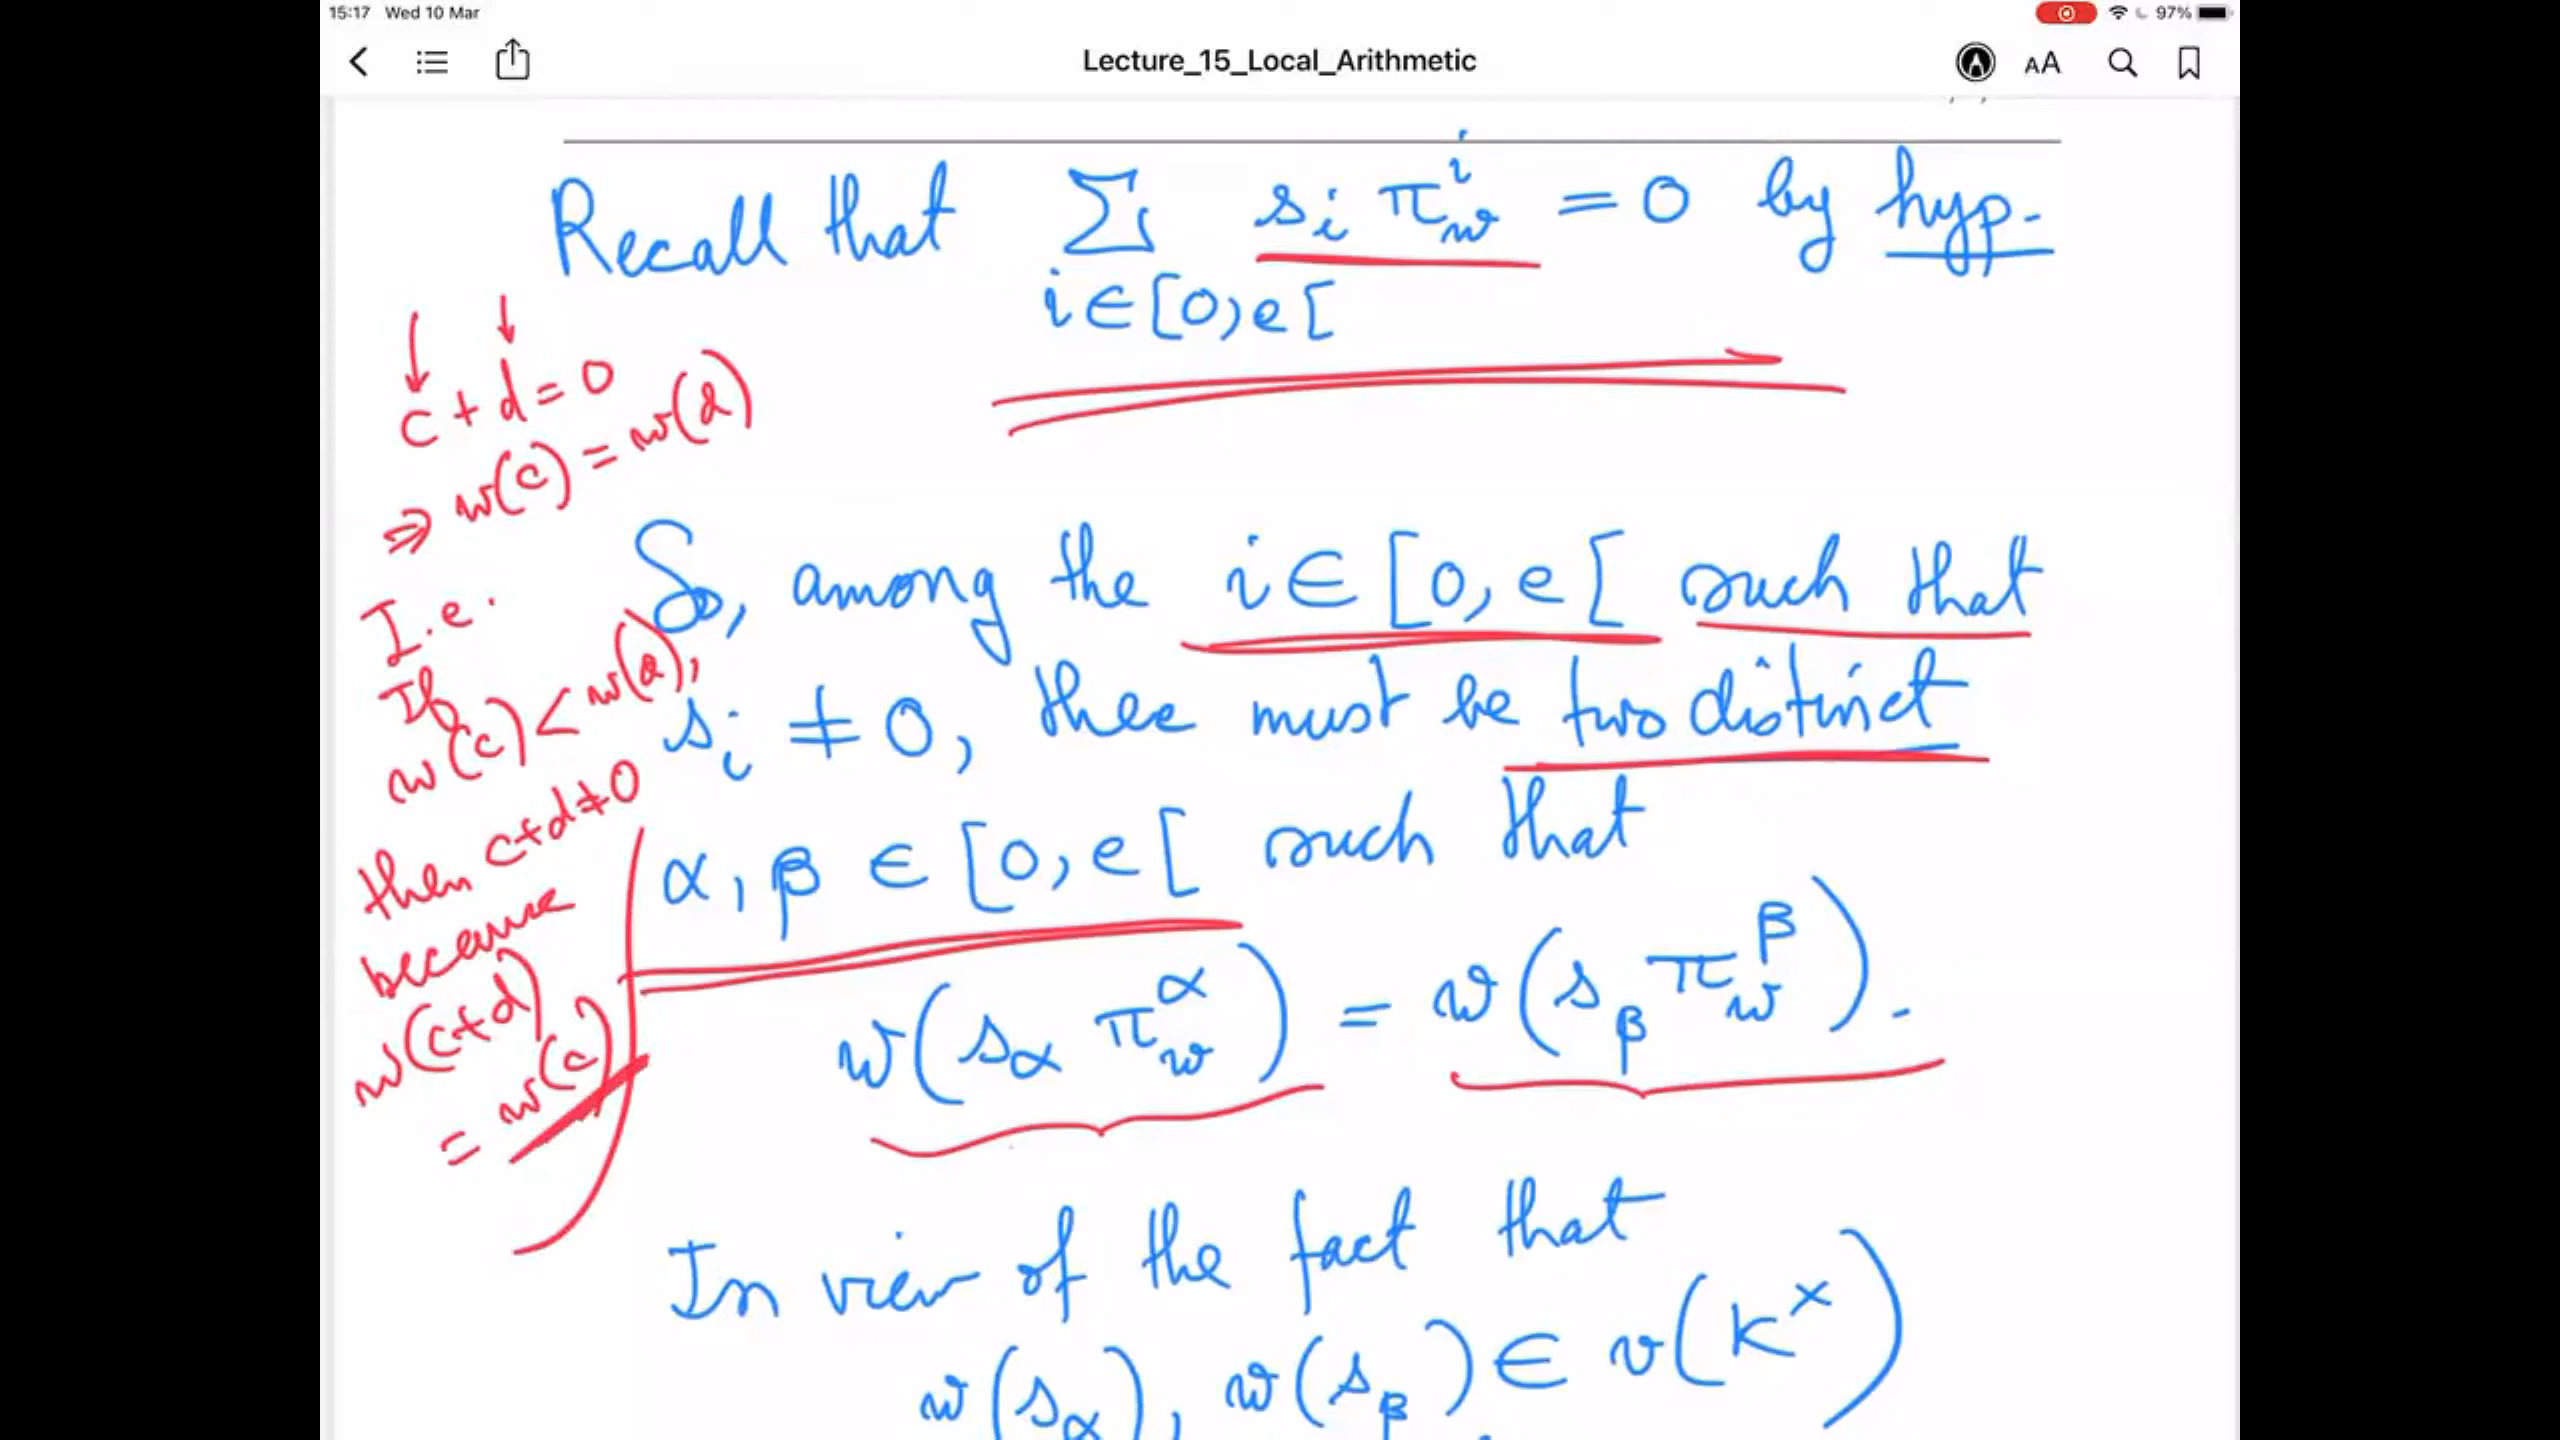 15:17 Wed 10 Mar
97%
Lecture_15_Local_Arithmetic
Recall that ∑ s_i π_w^i = 0 by hyp.
i ∈ [0, e[
c + d = 0
⇒ w(c) = w(d)
I.e.
If
w(c) < w(d),
then c+d ≠ 0
because
w(c+d)
= w(c)
So, among the i ∈ [0, e[ such that
s_i ≠ 0, thee must be two distinct
α, β ∈ [0, e[ such that
w(s_α π_w^α) = w(s_β π_w^β).
In view of the fact that
w(s_α), w(s_β) ∈ v(K^×)